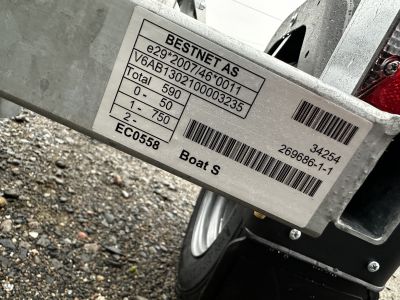 BESTNET AS
e29*2007/46*0011
V6AB1302100003235
Total 590
0 - 50
1 - 750
2 -
EC0558
Boat S
34254
269686-1-1